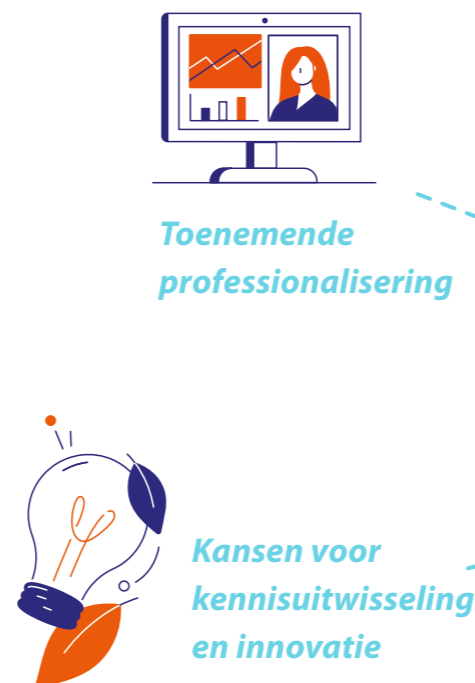 Toenemende
professionalisering
Kansen voor
kennisuitwisseling
en innovatie